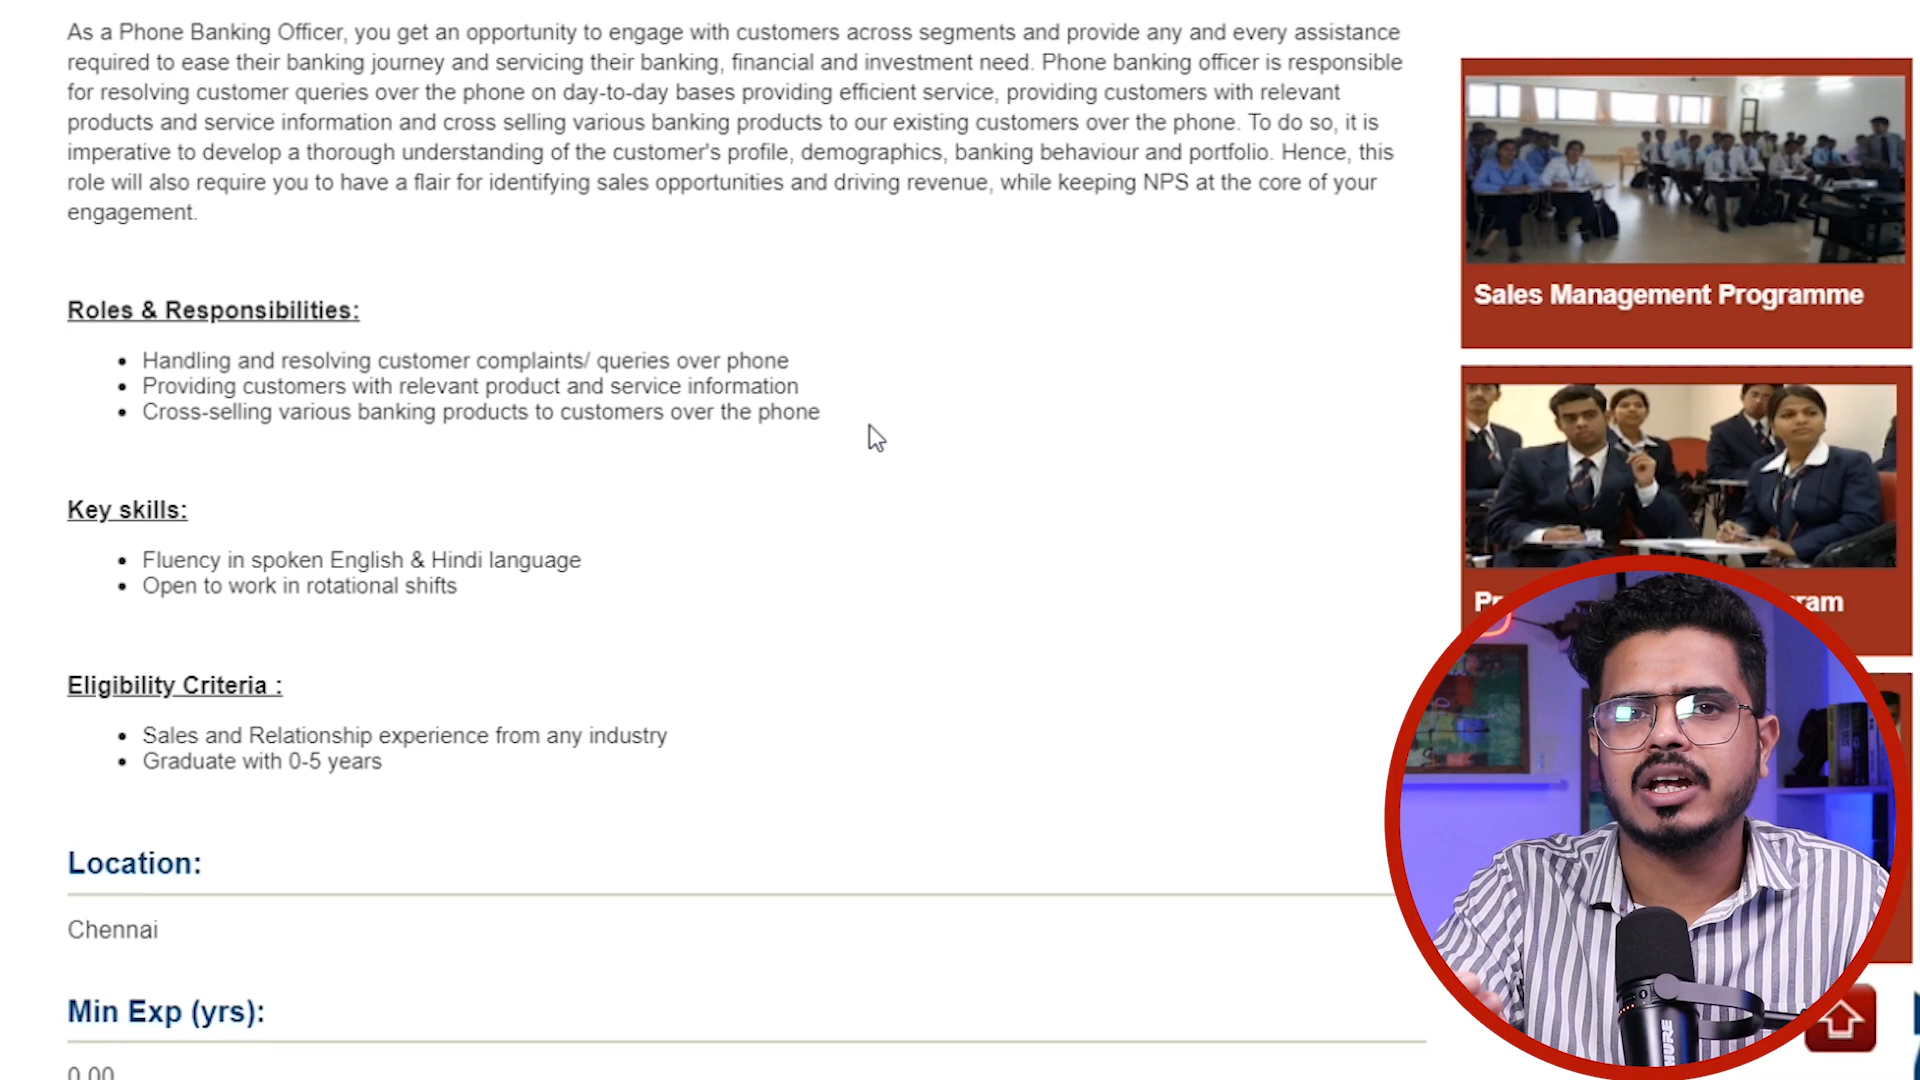 As a Phone Banking Officer, you get an opportunity to engage with customers across segments and provide any and every assistance
required to ease their banking journey and servicing their banking, financial and investment need. Phone banking officer is responsible
for resolving customer queries over the phone on day-to-day bases providing efficient service, providing customers with relevant
products and service information and cross selling various banking products to our existing customers over the phone. To do so, it is
imperative to develop a thorough understanding of the customer's profile, demographics, banking behaviour and portfolio. Hence, this
role will also require you to have a flair for identifying sales opportunities and driving revenue, while keeping NPS at the core of your
engagement.
Roles & Responsibilities:
Handling and resolving customer complaints/ queries over phone
Providing customers with relevant product and service information
Cross-selling various banking products to customers over the phone
Key skills:
Fluency in spoken English & Hindi language
Open to work in rotational shifts
Eligibility Criteria :
Sales and Relationship experience from any industry
Graduate with 0-5 years
Location:
Chennai
Min Exp (yrs):
0.00
Sales Management Programme
SHURE